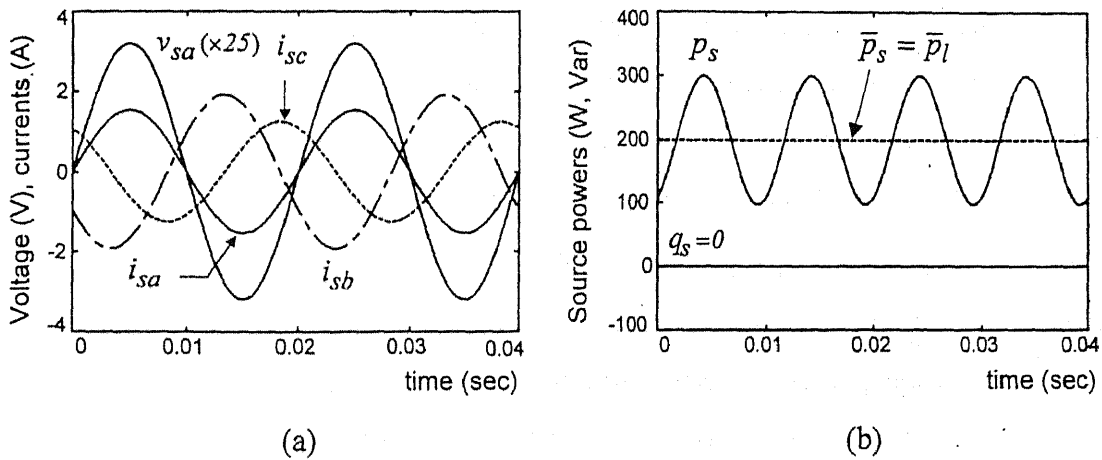 Voltage (V), currents (A)
4
2
0
-2
-4
v_sa (×25)
i_sc
i_sa
i_sb
0
0.01
0.02
0.03
0.04
time (sec)
(a)
Source powers (W, Var)
400
300
200
100
0
-100
p_s
p̄_s = p̄_l
q_s=0
0
0.01
0.02
0.03
0.04
time (sec)
(b)